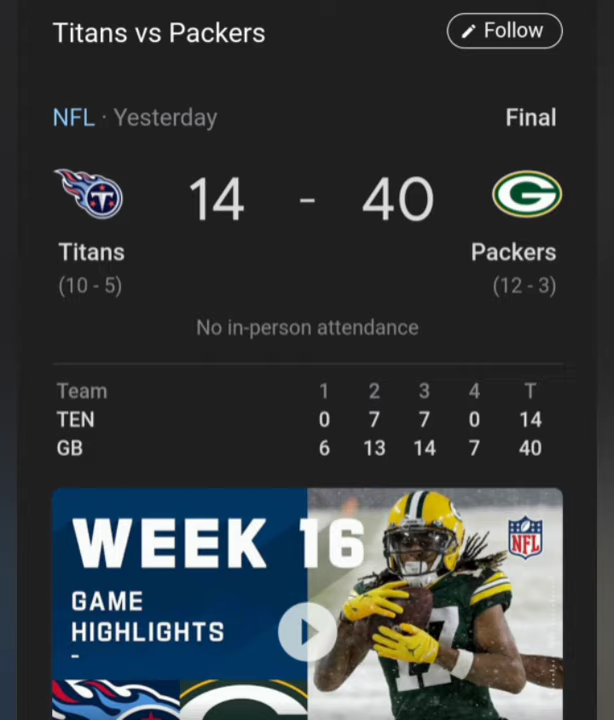 Titans vs Packers
Follow
NFL · Yesterday
Final
14 - 40
Titans
Packers
(10 - 5)
(12 - 3)
No in-person attendance
Team 1 2 3 4 T
TEN 0 7 7 0 14
GB 6 13 14 7 40
WEEK 16
NFL
GAME
HIGHLIGHTS
-
17